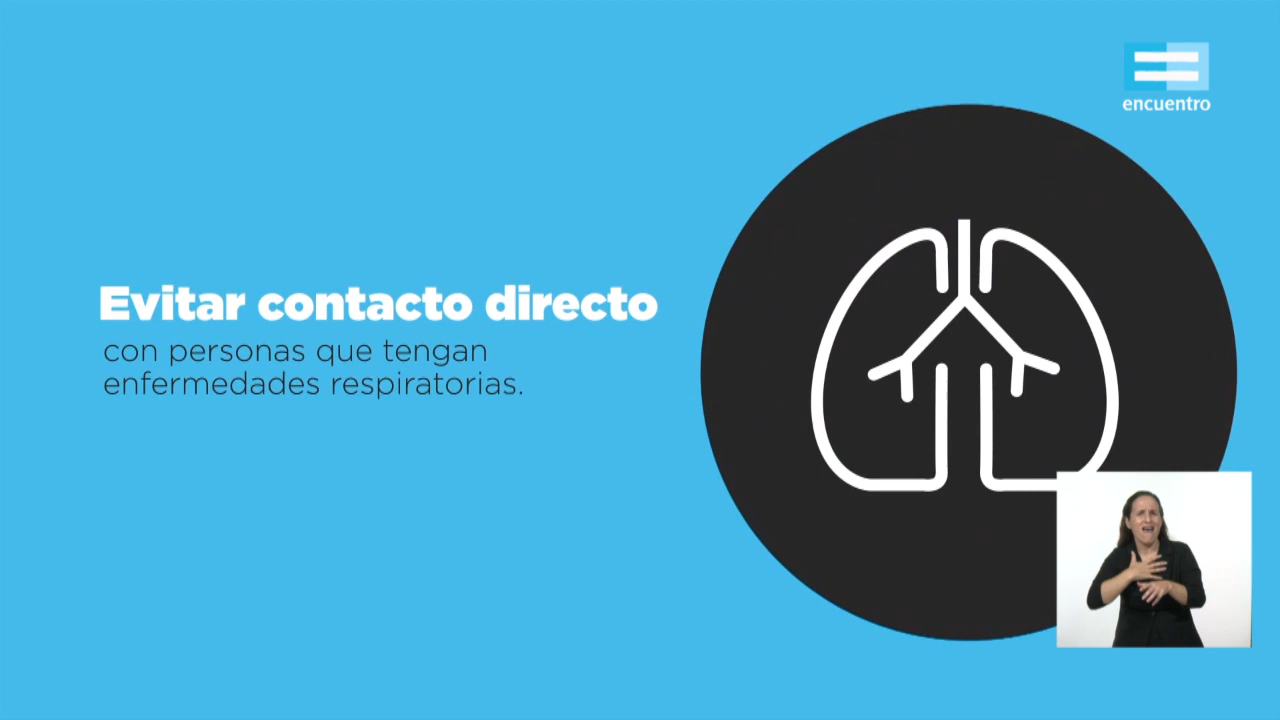 encuentro
Evitar contacto directo
con personas que tengan
enfermedades respiratorias.